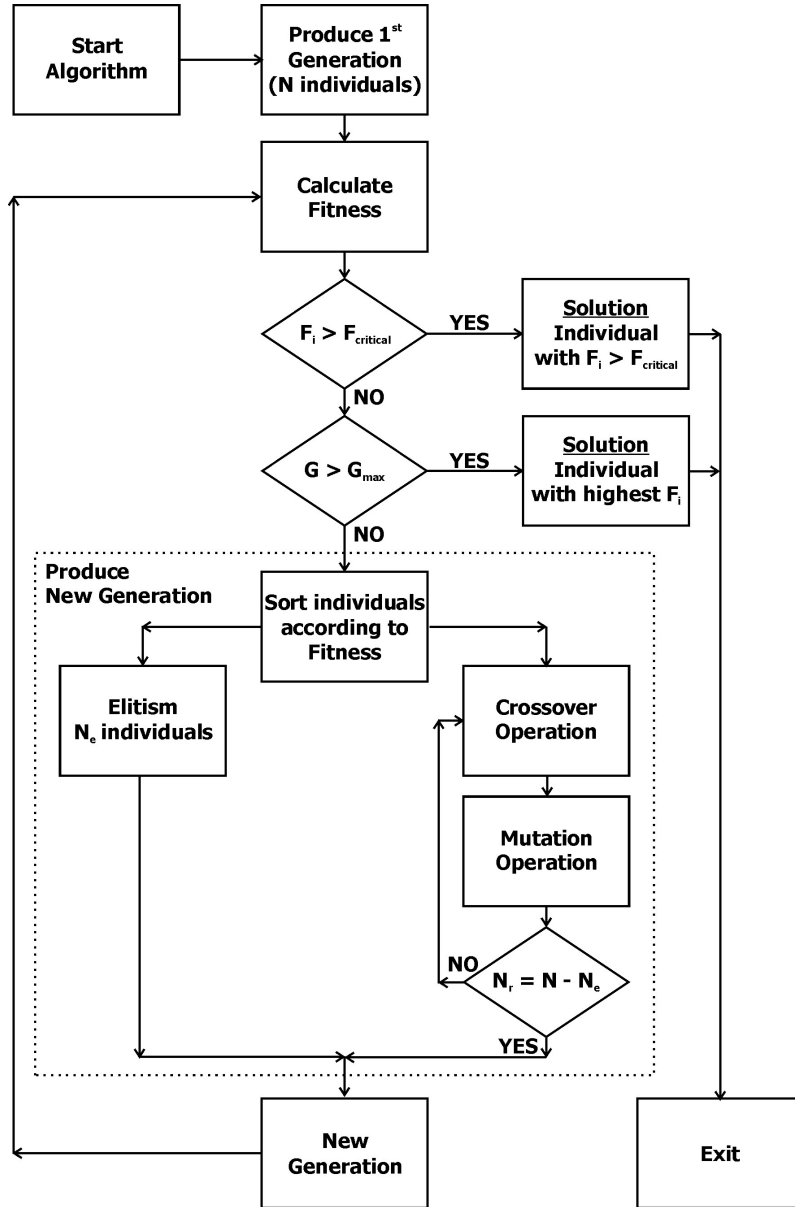 Start
Algorithm
Produce 1st
Generation
(N individuals)
Calculate
Fitness
Fi > Fcritical
YES
Solution
Individual
with Fi > Fcritical
NO
G > Gmax
YES
Solution
Individual
with highest Fi
NO
Produce
New Generation
Sort individuals
according to
Fitness
Elitism
Ne individuals
Crossover
Operation
Mutation
Operation
NO
Nr = N - Ne
YES
New
Generation
Exit